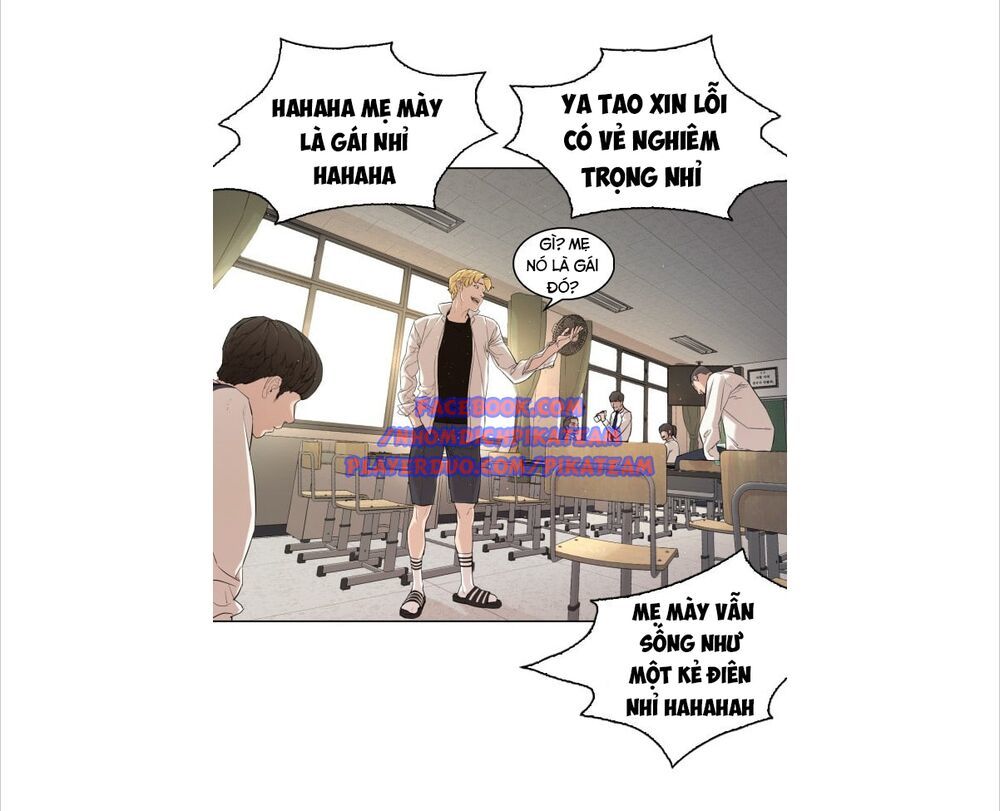 HAHAHA MẸ MÀY
LÀ GÁI NHỈ
HAHAHA
YA TAO XIN LỖI
CÓ VẺ NGHIÊM
TRỌNG NHỈ
GÌ? MẸ
NÓ LÀ GÁI
ĐÓ?
FACEBOOK.COM
/NHOMDICHPIKATEAM
PLAYERDUO.COM/PIKATEAM
MẸ MÀY VẪN
SỐNG NHƯ
MỘT KẺ ĐIÊN
NHỈ HAHAHAH